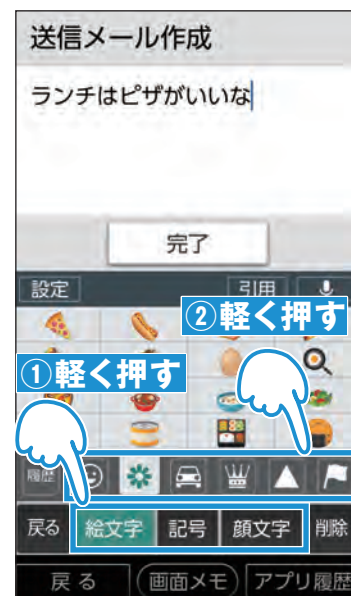 送信メール作成
ランチはピザがいいな
完了
設定 引用
②軽く押す
①軽く押す
履歴
戻る 絵文字 記号 顔文字 削除
戻る 画面メモ アプリ履歴